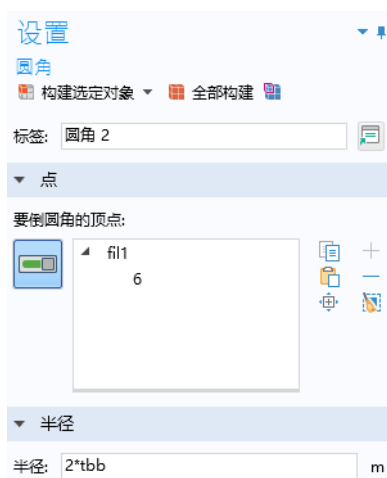 设置
圆角
构建选定对象 全部构建
标签: 圆角 2
点
要倒圆角的顶点:
fil1
6
半径
半径: 2*tbb m